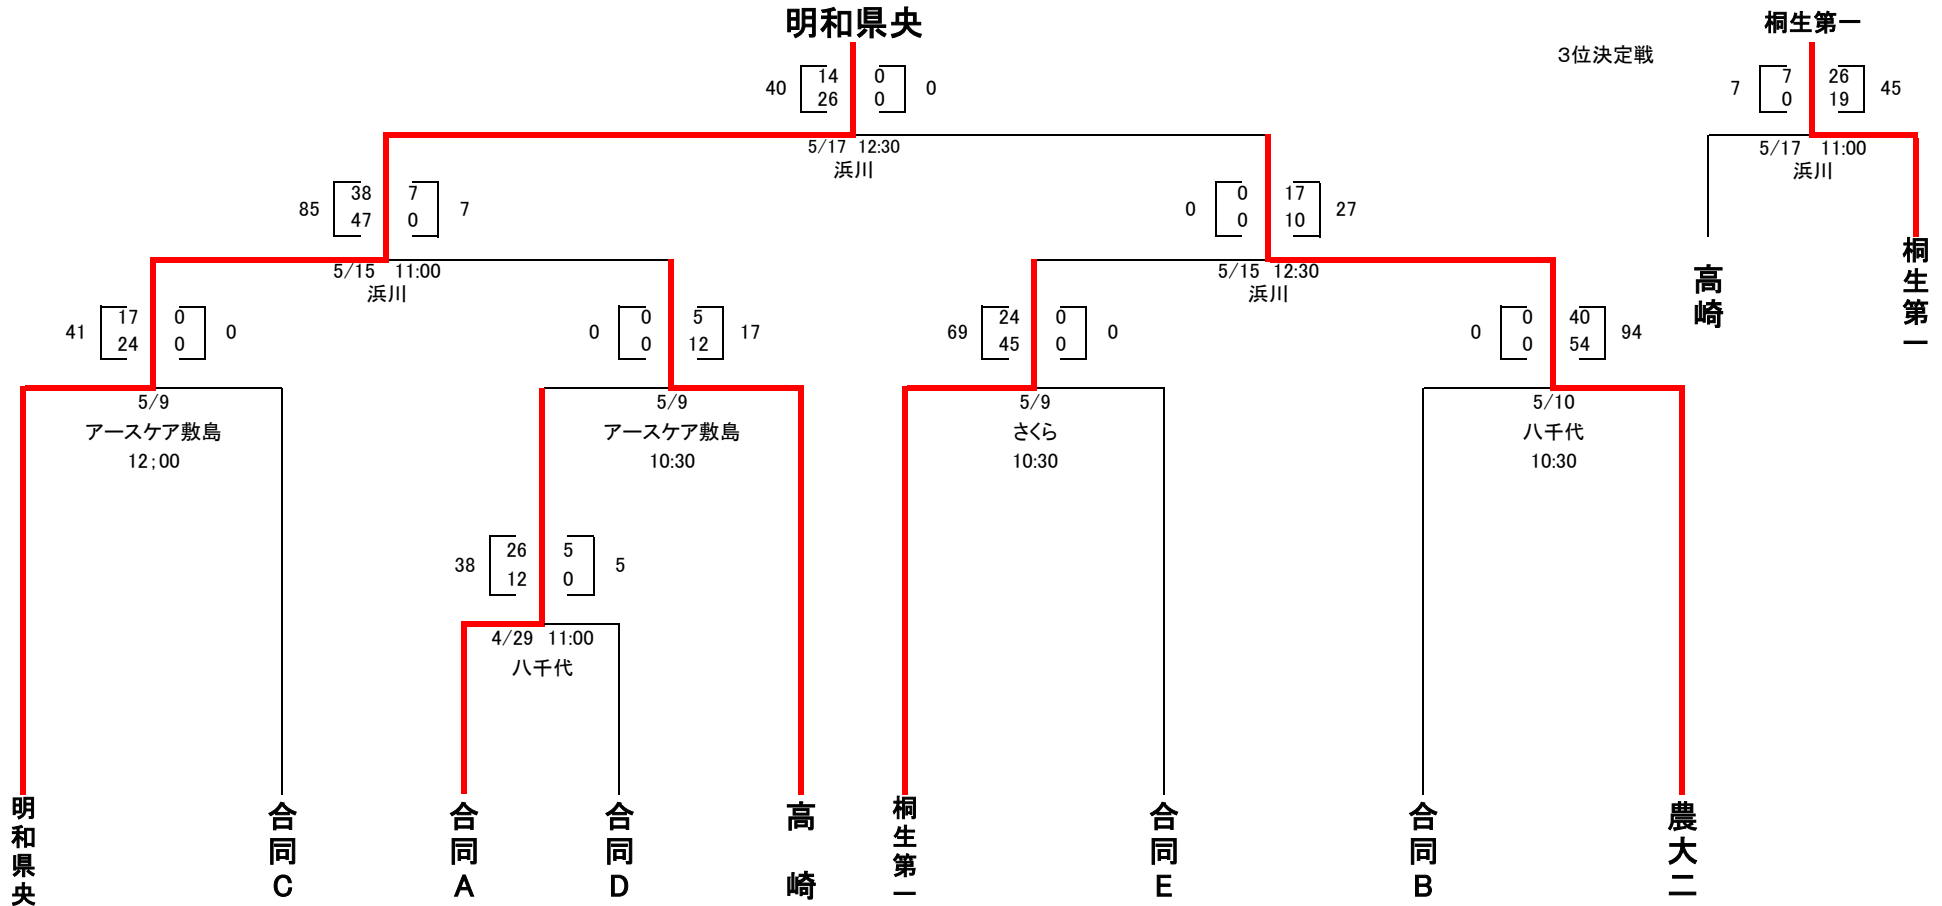 明和県央
桐生第一
3位決定戦
40 14 0 0
26 0
7 7 26 45
0 19
5/17 12:30
浜川
5/17 11:00
浜川
85 38 7 7
47 0
0 0 17 27
0 10
5/15 11:00
浜川
5/15 12:30
浜川
高崎
桐生第一
41 17 0 0
24 0
0 0 5 17
0 12
69 24 0 0
45 0
0 0 40 94
0 54
5/9
アースケア敷島
12;00
5/9
アースケア敷島
10:30
5/9
さくら
10:30
5/10
八千代
10:30
38 26 5 5
12 0
4/29 11:00
八千代
明和県央
合同C
合同A
合同D
高崎
桐生第一
合同E
合同B
農大二